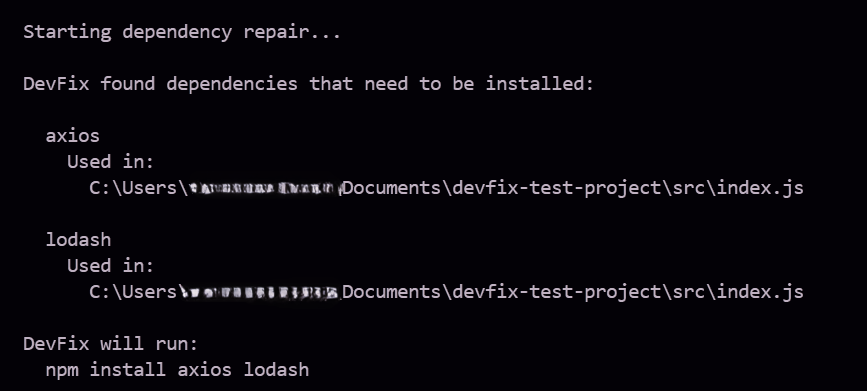 Starting dependency repair...
DevFix found dependencies that need to be installed:
axios
Used in:
C:\Users\ Documents\devfix-test-project\src\index.js
lodash
Used in:
C:\Users\ Documents\devfix-test-project\src\index.js
DevFix will run:
npm install axios lodash